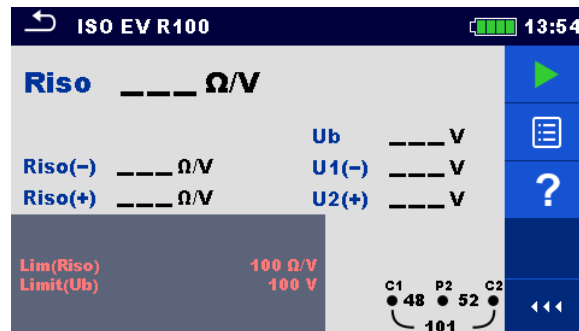 ISO EV R100 13:54
Riso ___ Ω/V
Ub ___ V
Riso(-) ___ Ω/V U1(-) ___ V
Riso(+) ___ Ω/V U2(+) ___ V
?
Lim(Riso) 100 Ω/V
Limit(Ub) 100 V
C1 P2 C2
48 52
101